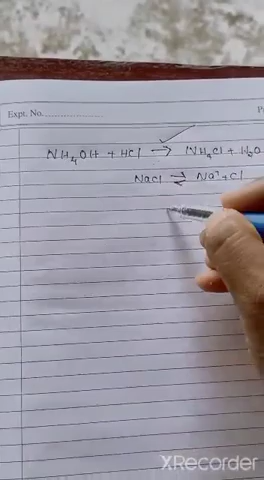 Expt. No.
NH₄OH + HCl → NH₄Cl + H₂O
NaCl ⇌ Na⁺ + Cl
XRecorder